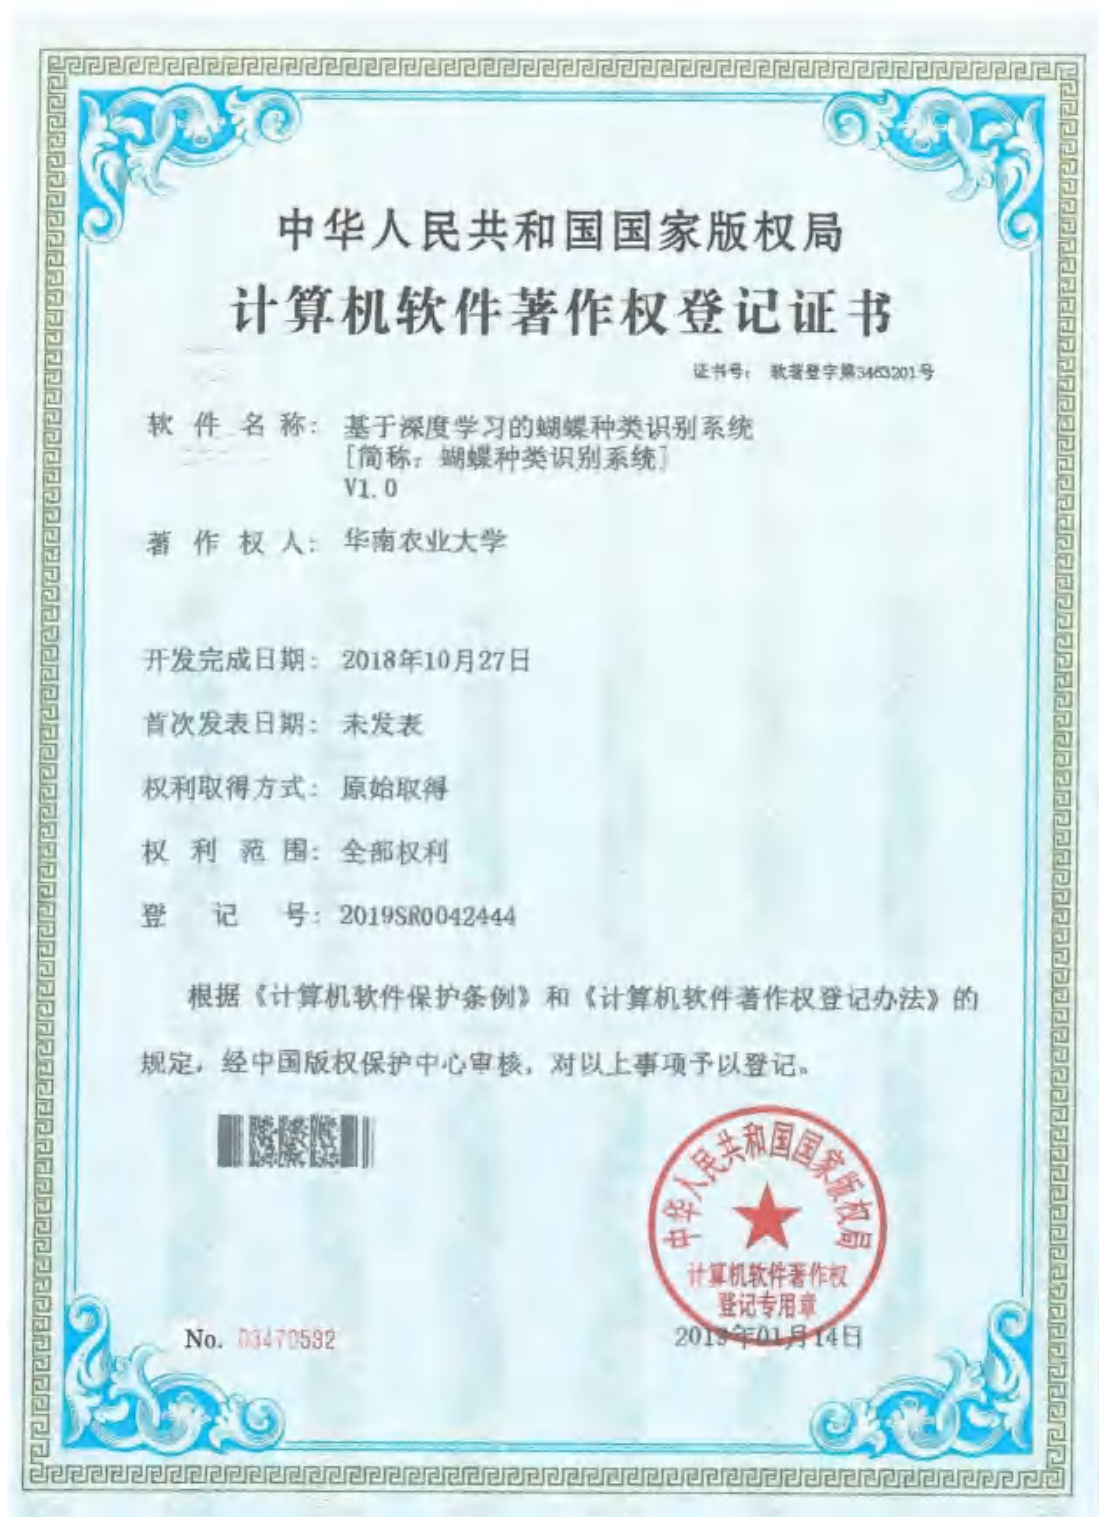 中华人民共和国国家版权局
计算机软件著作权登记证书
证书号： 软著登字第3463201号
软件名称： 基于深度学习的蝴蝶种类识别系统
[简称：蝴蝶种类识别系统]
V1.0
著作权人： 华南农业大学
开发完成日期： 2018年10月27日
首次发表日期： 未发表
权利取得方式： 原始取得
权利范围： 全部权利
登记号： 2019SR0042444
根据《计算机软件保护条例》和《计算机软件著作权登记办法》的
规定，经中国版权保护中心审核，对以上事项予以登记。
中华人民共和国国家版权局
计算机软件著作权
登记专用章
No. 03470592
2019年01月14日